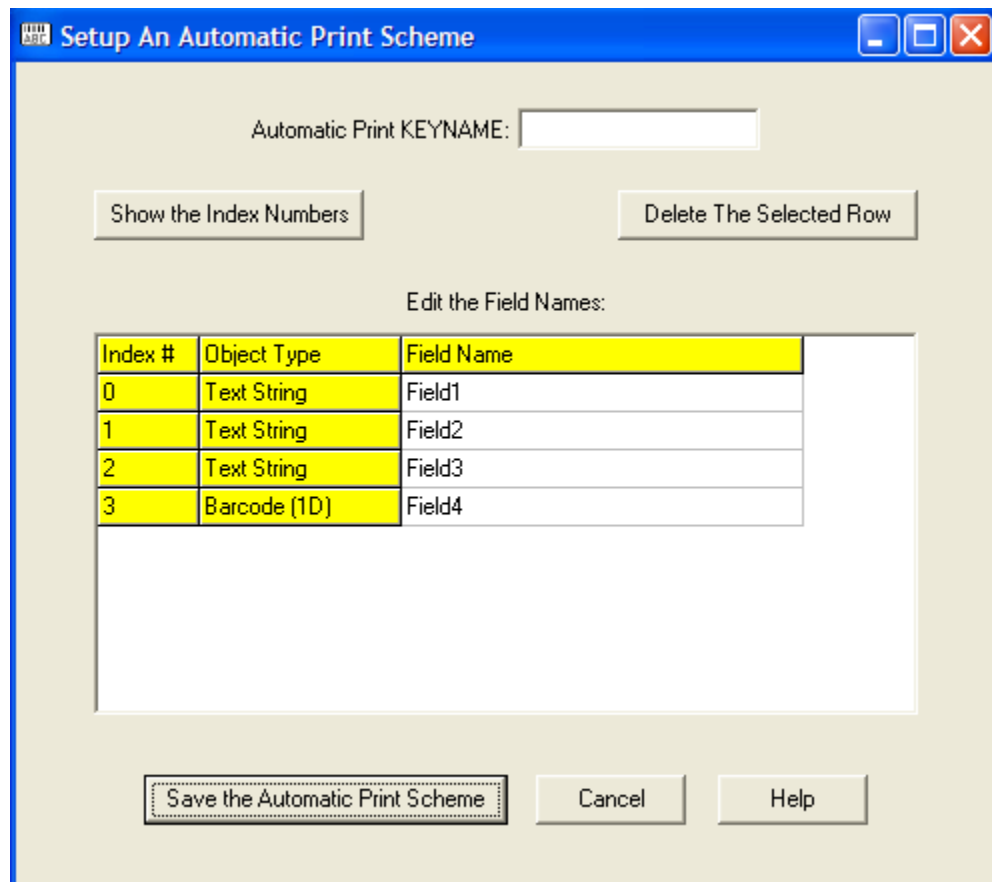 Setup An Automatic Print Scheme
Automatic Print KEYNAME:
Show the Index Numbers Delete The Selected Row
Edit the Field Names:
Index # Object Type Field Name
0 Text String Field1
1 Text String Field2
2 Text String Field3
3 Barcode (1D) Field4
Save the Automatic Print Scheme Cancel Help